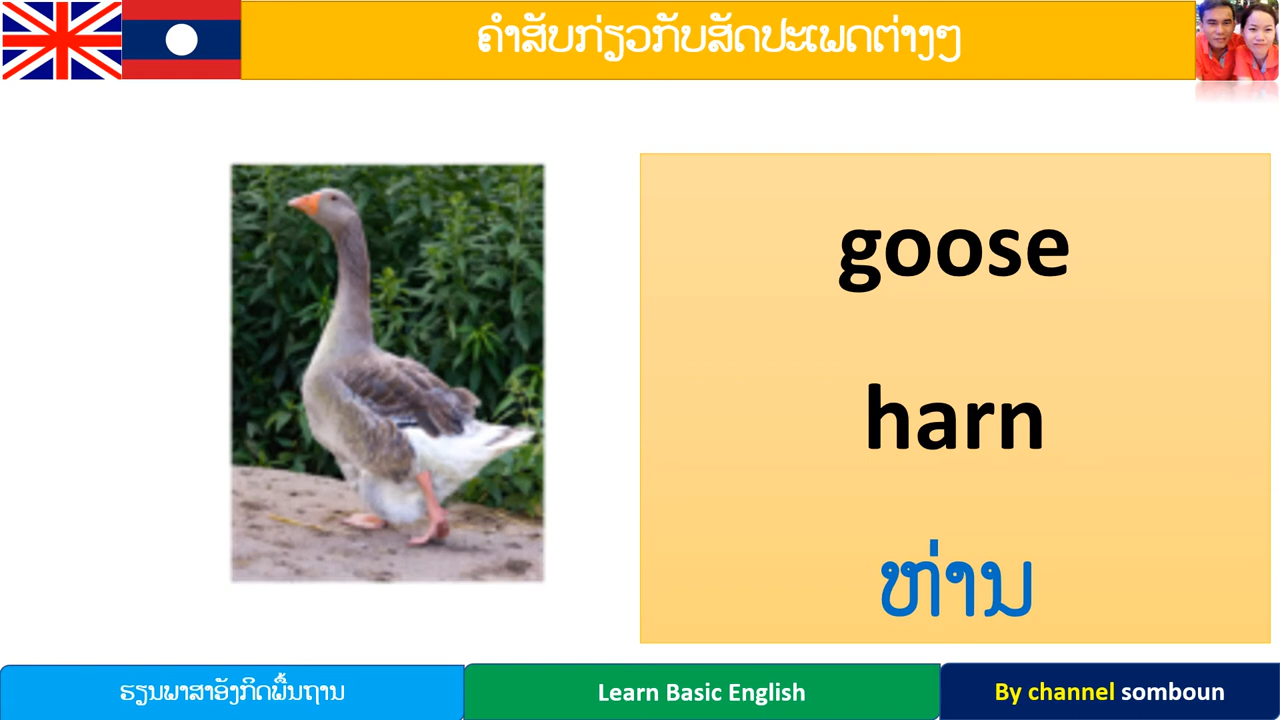 ຄຳສັບກ່ຽວກັບສັດປະເພດຕ່າງໆ
goose
harn
ຫ່ານ
ຮຽນພາສາອັງກິດພື້ນຖານ
Learn Basic English
By channel somboun